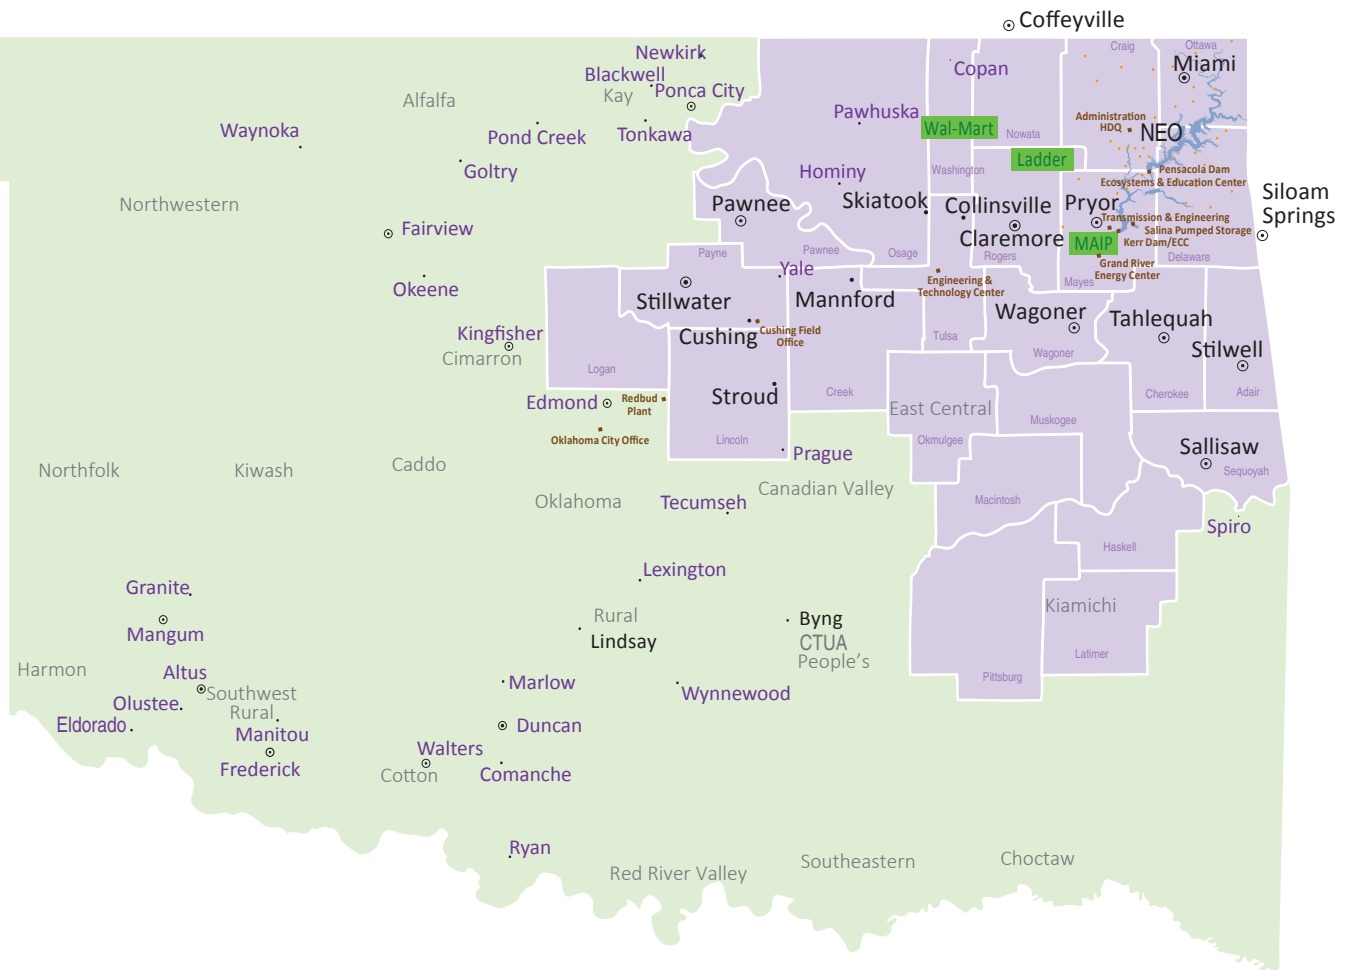 Coffeyville
Newkirk
Blackwell
Kay
Ponca City
Alfalfa
Waynoka
Pond Creek
Tonkawa
Goltry
Northwestern
Fairview
Okeene
Kingfisher
Cimarron
Copan
Pawhuska
Wal-Mart
Nowata
Craig
Ottawa
Miami
Administration
HDQ
NEO
Ladder
Washington
Hominy
Skiatook
Pensacola Dam
Ecosystems & Education Center
Siloam
Springs
Pawnee
Collinsville
Claremore
Pryor
Transmission & Engineering
Salina Pumped Storage
Kerr Dam/ECC
MAIP
Grand River
Energy Center
Payne
Pawnee
Osage
Rogers
Mayes
Delaware
Yale
Stillwater
Mannford
Engineering &
Technology Center
Cushing
Cushing Field
Office
Tulsa
Wagoner
Wagoner
Tahlequah
Stilwell
Logan
Creek
Cherokee
Adair
Edmond
Redbud
Plant
Stroud
East Central
Oklahoma City Office
Lincoln
Okmulgee
Muskogee
Sallisaw
Sequoyah
Prague
Northfolk
Kiwash
Caddo
Oklahoma
Tecumseh
Canadian Valley
Macintosh
Spiro
Haskell
Lexington
Granite
Mangum
Rural
Lindsay
Byng
CTUA
People's
Kiamichi
Latimer
Pittsburg
Harmon
Altus
Southwest
Rural
Olustee
Eldorado
Manitou
Frederick
Marlow
Wynnewood
Duncan
Walters
Cotton
Comanche
Ryan
Red River Valley
Southeastern
Choctaw